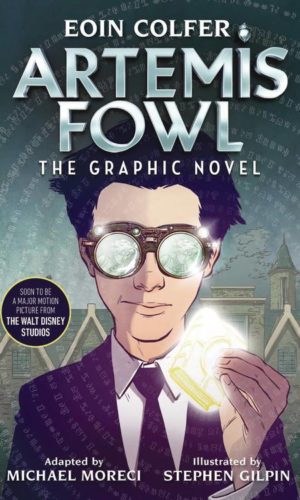 EOIN COLFER
ARTEMIS
FOWL
THE GRAPHIC NOVEL
SOON TO
BE A MAJOR MOTION
PICTURE FROM
THE WALT DISNEY
STUDIOS
Adapted by
MICHAEL MORECI
Illustrated by
STEPHEN GILPIN